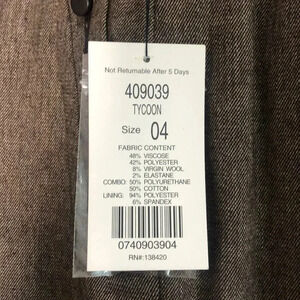 Not Returnable After 5 Days
409039
TYCOON
Size 04
FABRIC CONTENT
48% VISCOSE
42% POLYESTER
8% VIRGIN WOOL
2% ELASTANE
COMBO: 50% POLYURETHANE
50% COTTON
LINING: 94% POLYESTER
6% SPANDEX
0740903904
RN#:138420